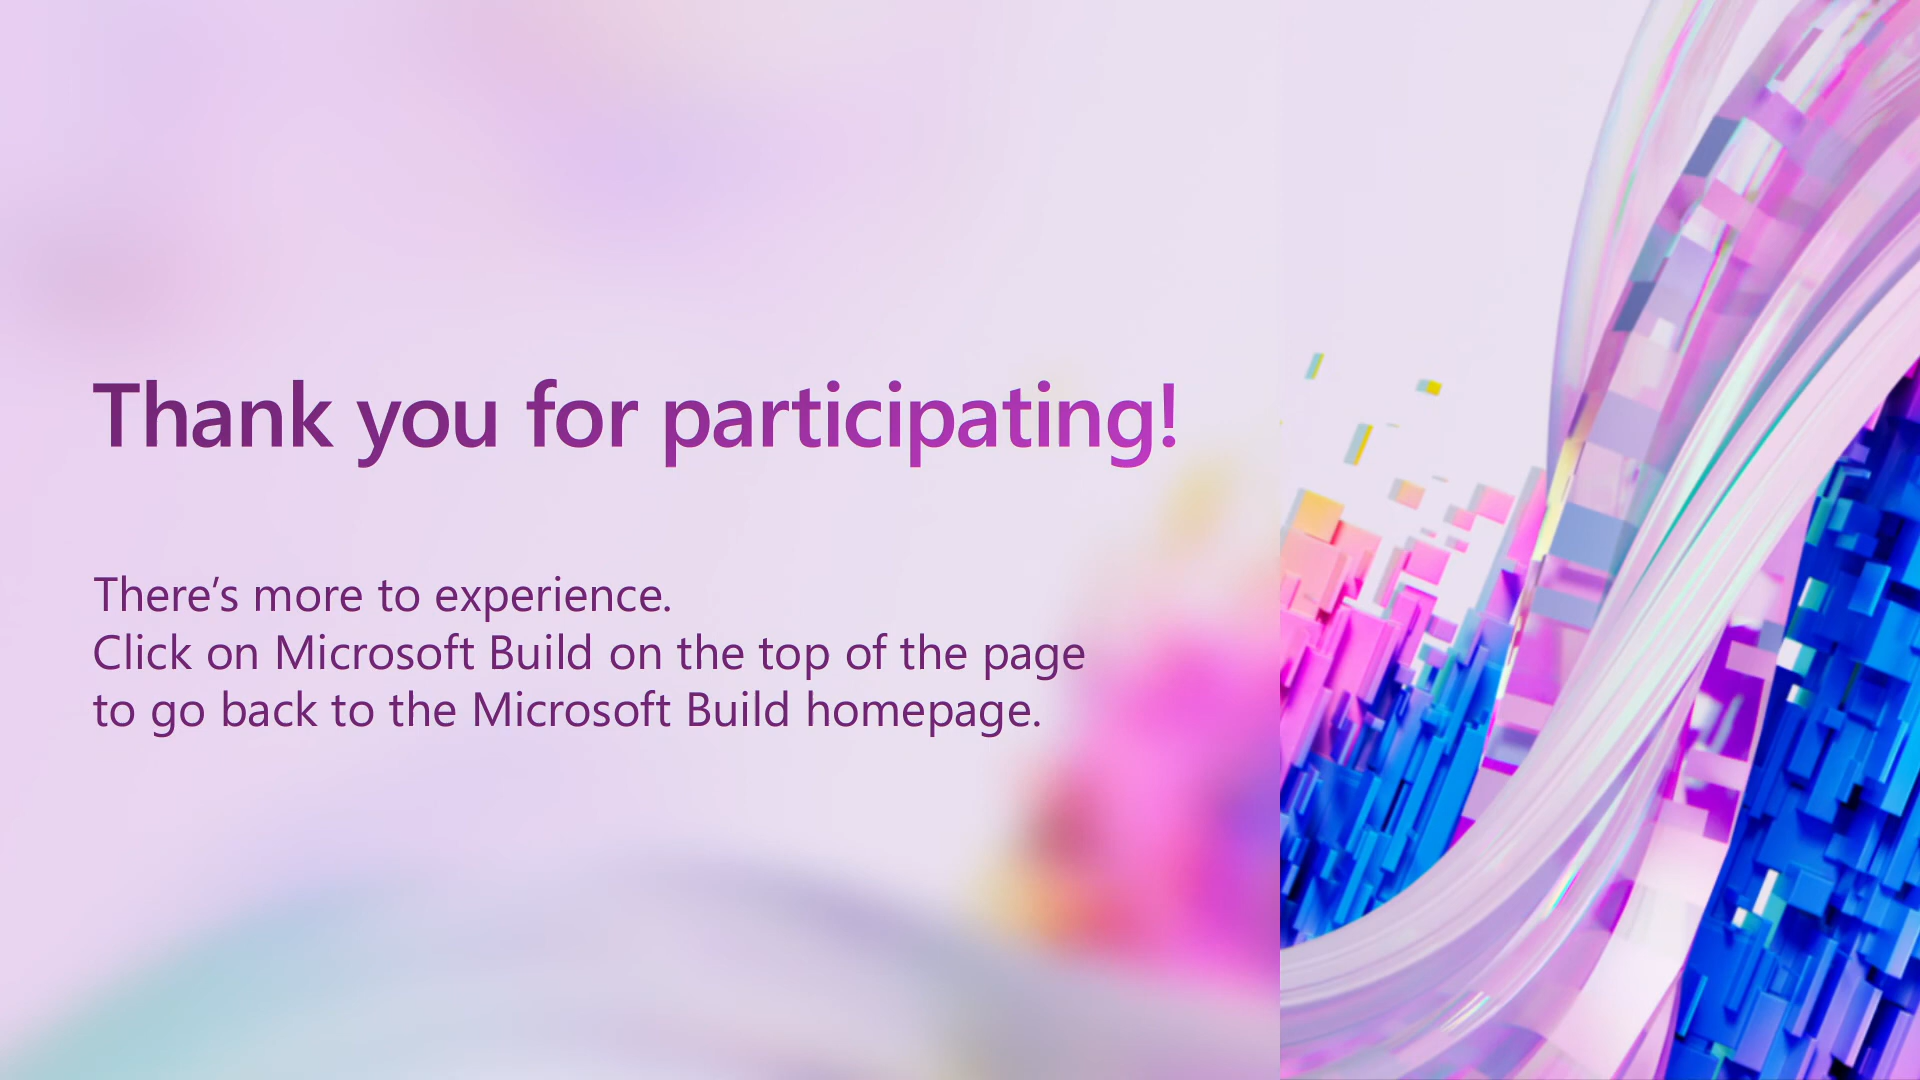 Thank you for participating!
There’s more to experience.
Click on Microsoft Build on the top of the page
to go back to the Microsoft Build homepage.